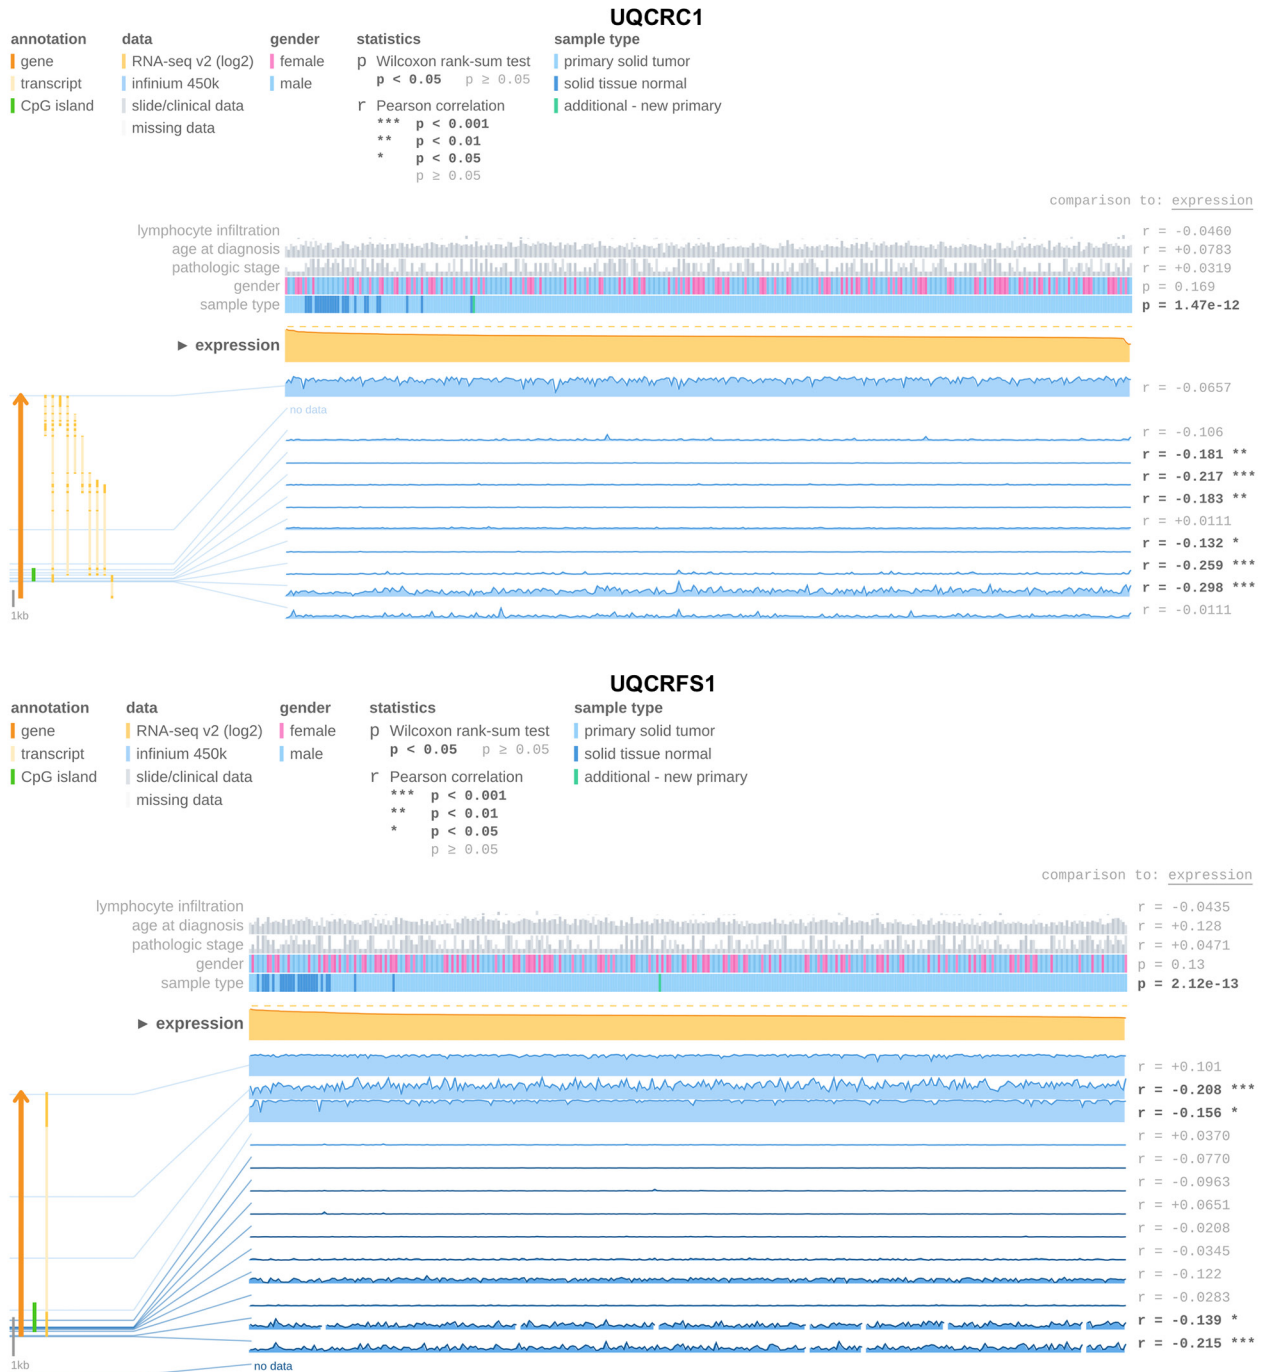 UQCRC1
annotation data gender statistics sample type
gene RNA-seq v2 (log2) female p Wilcoxon rank-sum test primary solid tumor
p < 0.05 p ≥ 0.05
transcript infinium 450k male solid tissue normal
CpG island slide/clinical data r Pearson correlation additional - new primary
*** p < 0.001
missing data
** p < 0.01
* p < 0.05
p ≥ 0.05
comparison to: expression
lymphocyte infiltration r = -0.0460
age at diagnosis r = +0.0783
pathologic stage r = +0.0319
gender p = 0.169
sample type p = 1.47e-12
► expression
r = -0.0657
no data
r = -0.106
r = -0.181 **
r = -0.217 ***
r = -0.183 **
r = +0.0111
r = -0.132 *
r = -0.259 ***
r = -0.298 ***
r = -0.0111
1kb
UQCRFS1
annotation data gender statistics sample type
gene RNA-seq v2 (log2) female p Wilcoxon rank-sum test primary solid tumor
p < 0.05 p ≥ 0.05
transcript infinium 450k male solid tissue normal
CpG island slide/clinical data r Pearson correlation additional - new primary
*** p < 0.001
missing data
** p < 0.01
* p < 0.05
p ≥ 0.05
comparison to: expression
lymphocyte infiltration r = -0.0435
age at diagnosis r = +0.128
pathologic stage r = +0.0471
gender p = 0.13
sample type p = 2.12e-13
► expression
r = +0.101
r = -0.208 ***
r = -0.156 *
r = +0.0370
r = -0.0770
r = -0.0963
r = +0.0651
r = -0.0208
r = -0.0345
r = -0.122
r = -0.0283
r = -0.139 *
r = -0.215 ***
1kb
no data